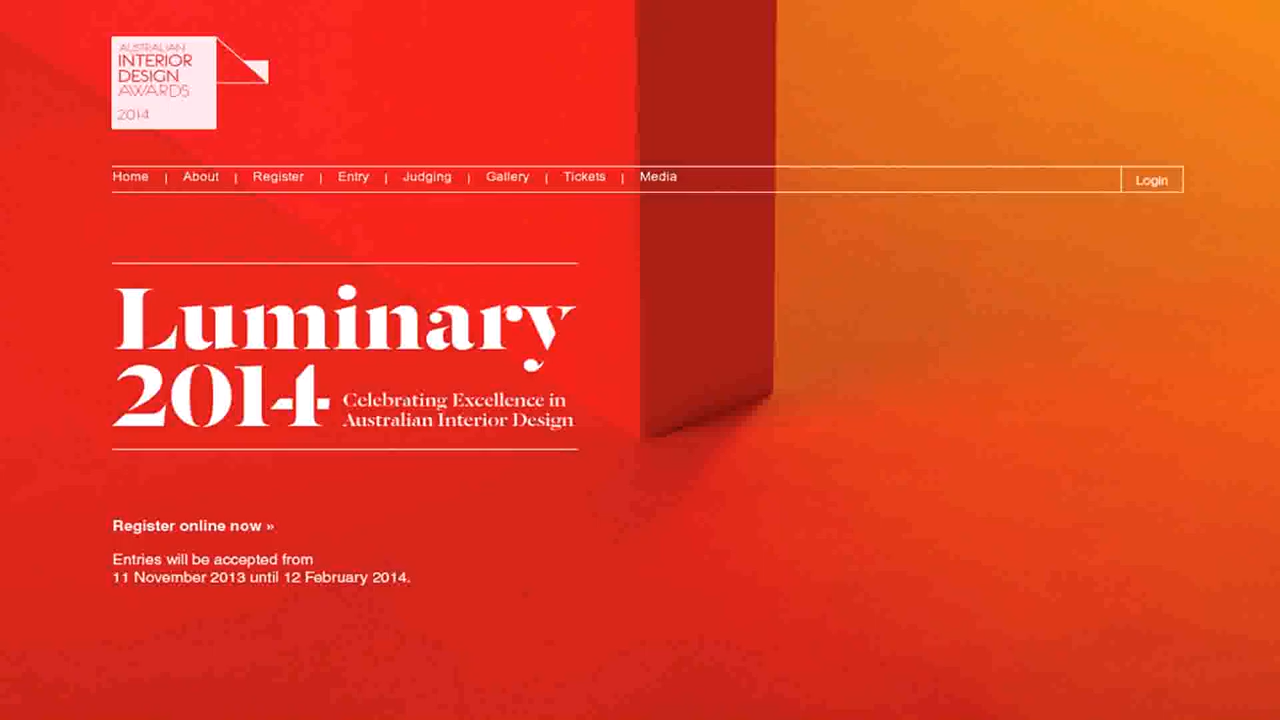 AUSTRALIAN
INTERIOR
DESIGN
AWARDS
2014
Home | About | Register | Entry | Judging | Gallery | Tickets | Media
Login
Luminary
2014
Celebrating Excellence in
Australian Interior Design
Register online now »
Entries will be accepted from
11 November 2013 until 12 February 2014.